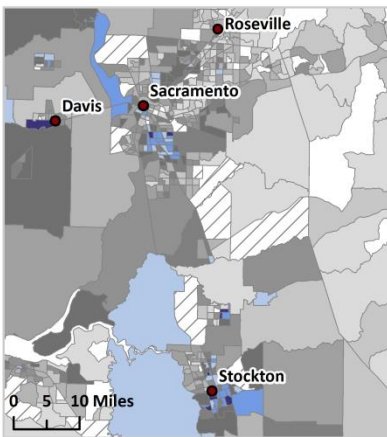 Roseville
Sacramento
Davis
Stockton
0 5 10 Miles